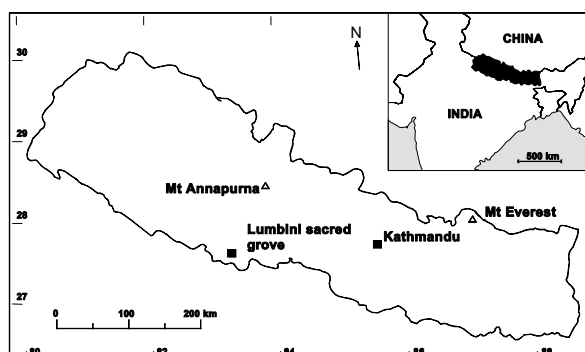 N
CHINA
INDIA
500 km
30
29
28
27
Mt Annapurna
Lumbini sacred
grove
Kathmandu
Mt Everest
0 100 200 km